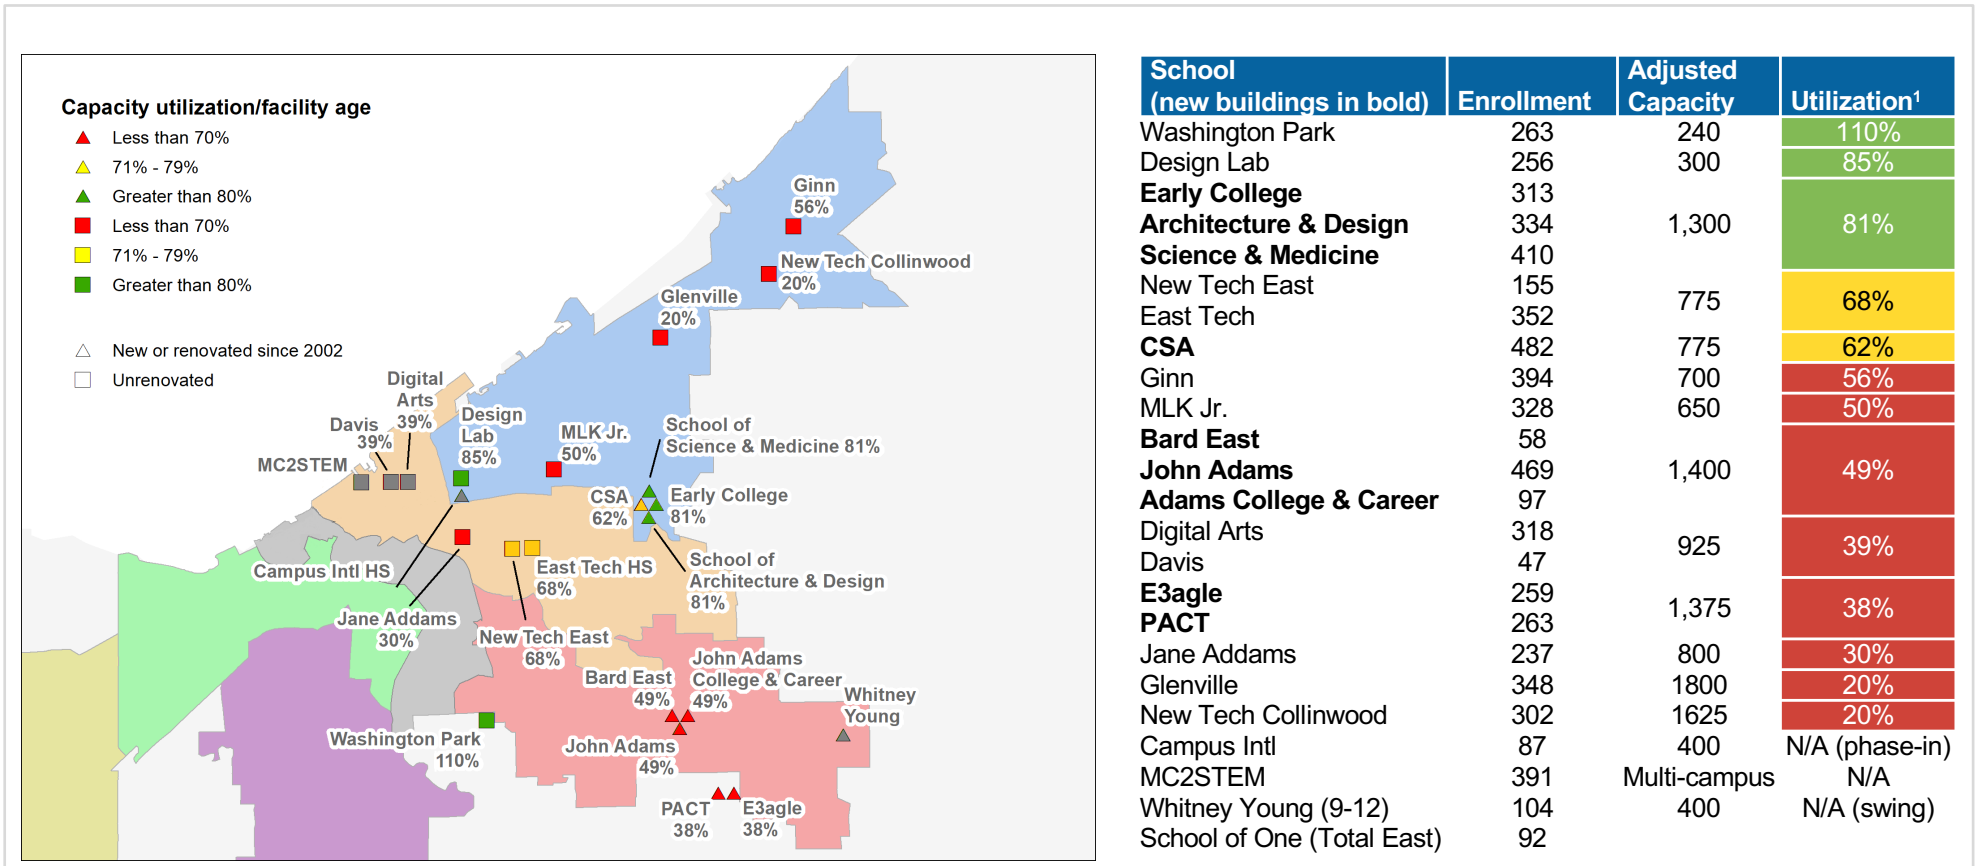 Capacity utilization/facility age
Less than 70%
71% - 79%
Greater than 80%
Less than 70%
71% - 79%
Greater than 80%
New or renovated since 2002
Unrenovated
Ginn
56%
New Tech Collinwood
20%
Glenville
20%
Digital
Arts
39%
Davis
39%
MC2STEM
Design
Lab
85%
MLK Jr.
50%
School of
Science & Medicine 81%
CSA
62%
Early College
81%
School of
Architecture & Design
81%
Campus Intl HS
East Tech HS
68%
Jane Addams
30%
New Tech East
68%
Bard East
49%
John Adams
College & Career
49%
Whitney
Young
Washington Park
110%
John Adams
49%
PACT
38%
E3agle
38%
School
(new buildings in bold) Enrollment Adjusted
Capacity Utilization¹
Washington Park 263 240 110%
Design Lab 256 300 85%
Early College 313
Architecture & Design 334 1,300 81%
Science & Medicine 410
New Tech East 155
775 68%
East Tech 352
CSA 482 775 62%
Ginn 394 700 56%
MLK Jr. 328 650 50%
Bard East 58
John Adams 469 1,400 49%
Adams College & Career 97
Digital Arts 318
925 39%
Davis 47
E3agle 259
1,375 38%
PACT 263
Jane Addams 237 800 30%
Glenville 348 1800 20%
New Tech Collinwood 302 1625 20%
Campus Intl 87 400 N/A (phase-in)
MC2STEM 391 Multi-campus N/A
Whitney Young (9-12) 104 400 N/A (swing)
School of One (Total East) 92